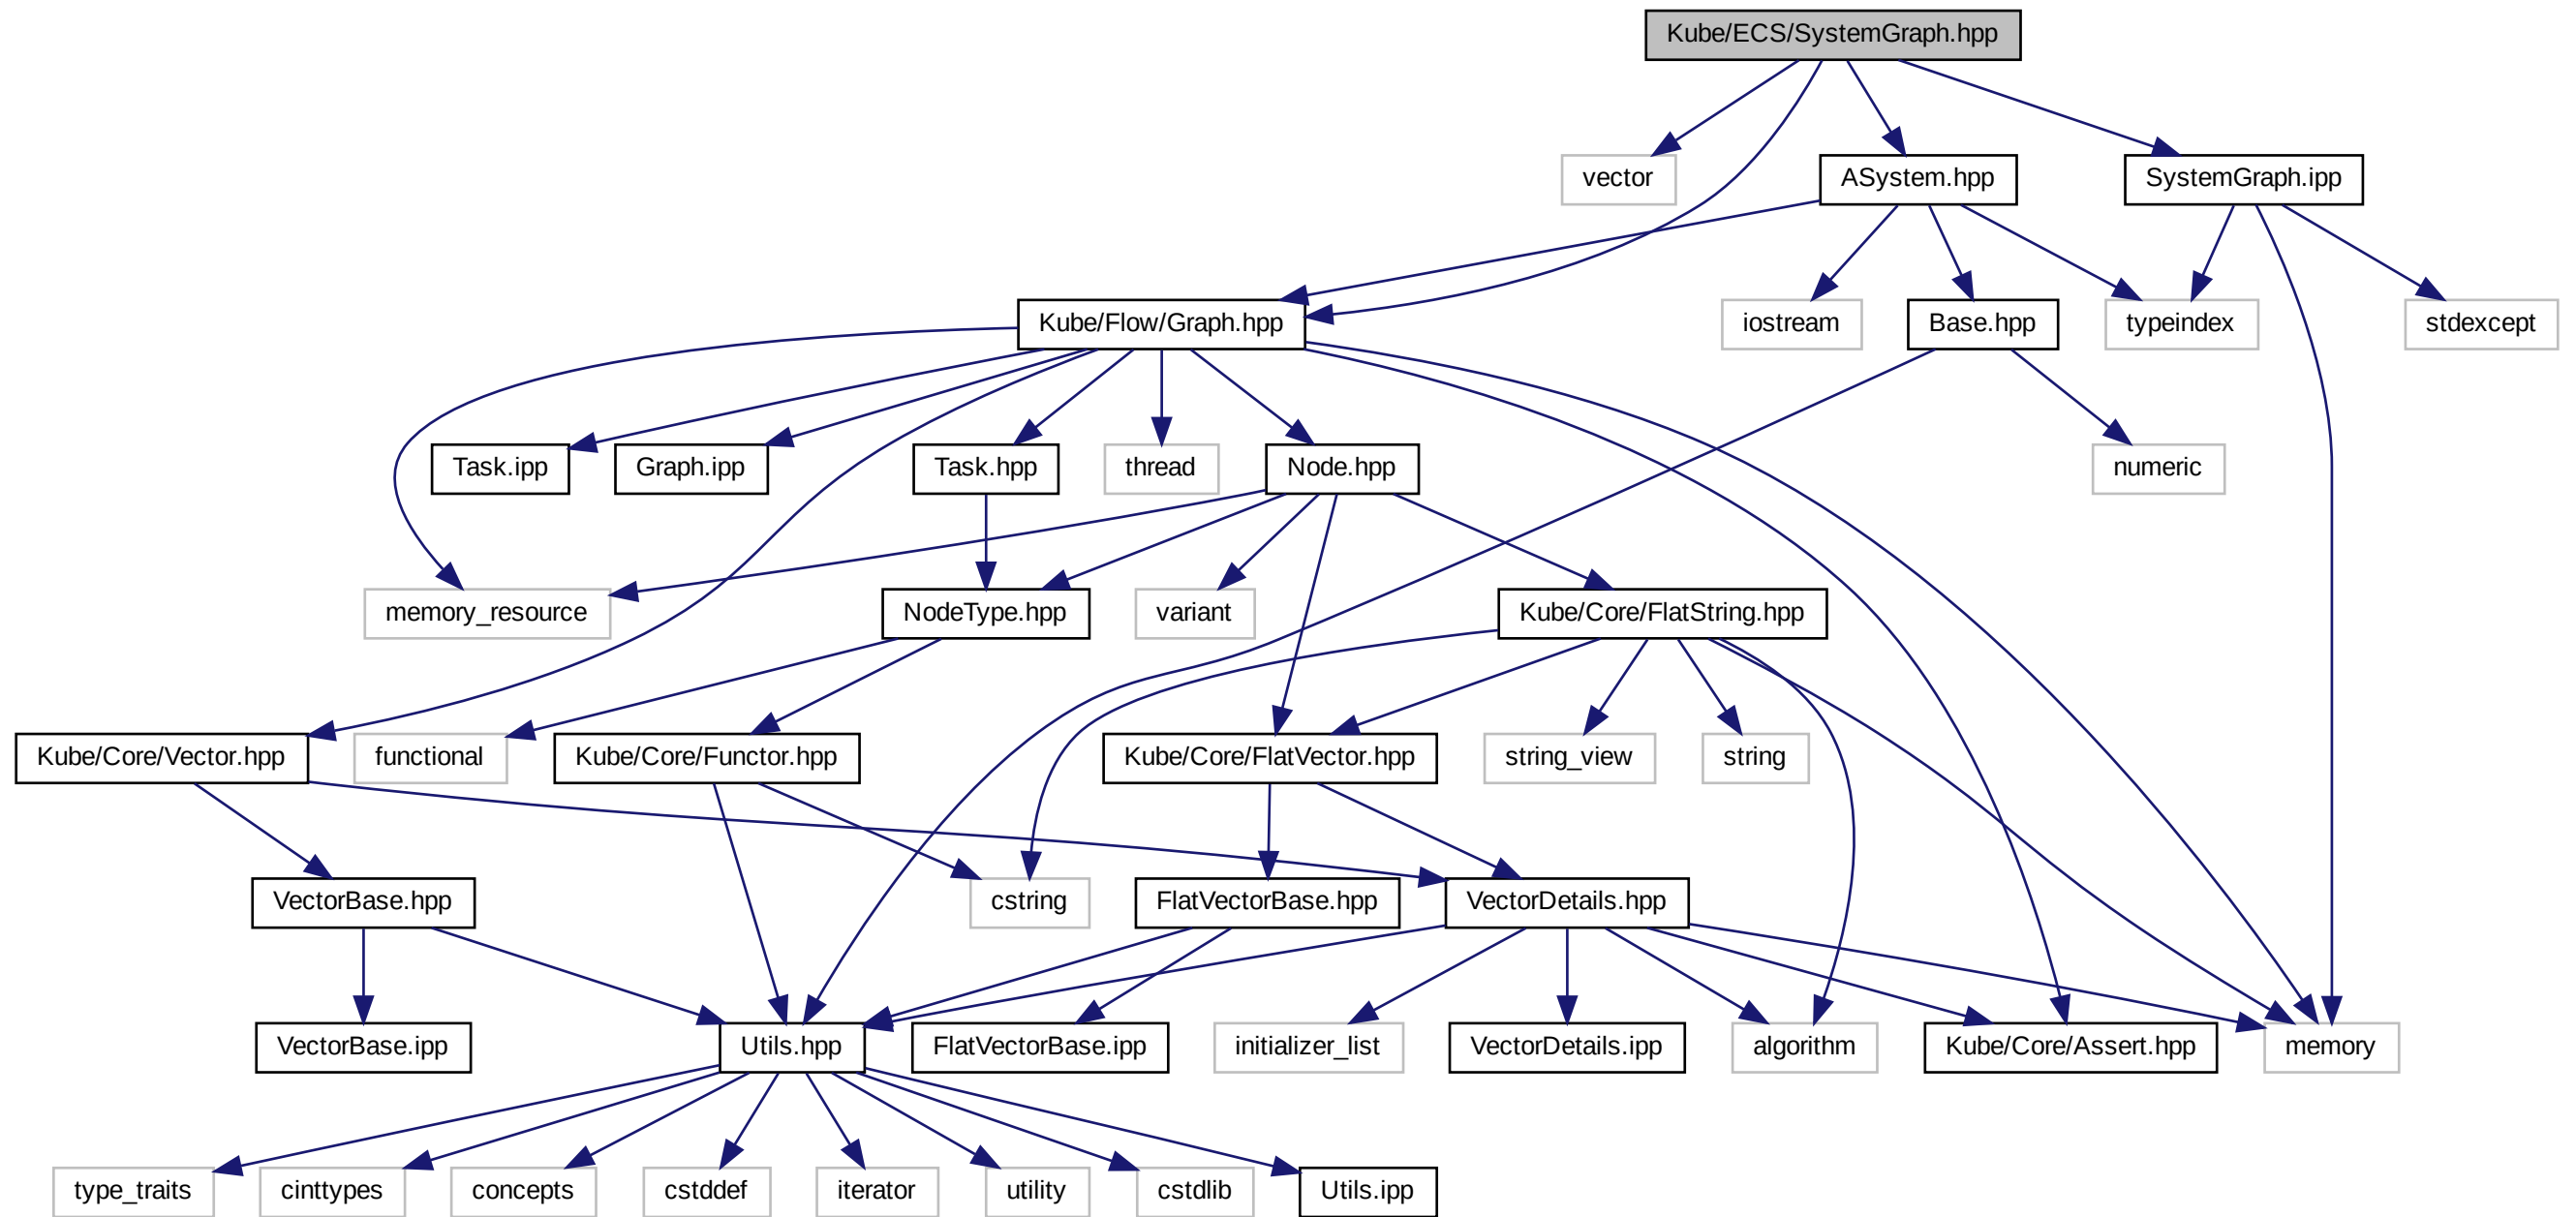 Kube/ECS/SystemGraph.hpp
vector
ASystem.hpp
SystemGraph.ipp
Kube/Flow/Graph.hpp
iostream
Base.hpp
typeindex
stdexcept
Task.ipp
Graph.ipp
Task.hpp
thread
Node.hpp
numeric
memory_resource
NodeType.hpp
variant
Kube/Core/FlatString.hpp
Kube/Core/Vector.hpp
functional
Kube/Core/Functor.hpp
Kube/Core/FlatVector.hpp
string_view
string
VectorBase.hpp
cstring
FlatVectorBase.hpp
VectorDetails.hpp
VectorBase.ipp
Utils.hpp
FlatVectorBase.ipp
initializer_list
VectorDetails.ipp
algorithm
Kube/Core/Assert.hpp
memory
type_traits
cinttypes
concepts
cstddef
iterator
utility
cstdlib
Utils.ipp